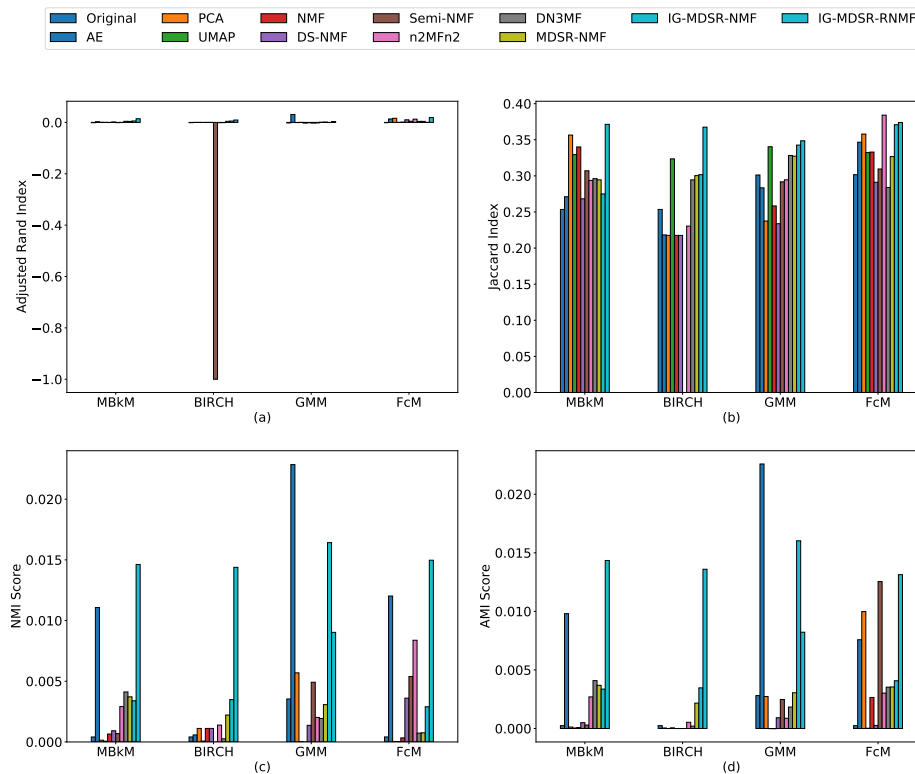 Original PCA NMF Semi-NMF DN3MF IG-MDSR-NMF IG-MDSR-RNMF
AE UMAP DS-NMF n2MFn2 MDSR-NMF
Adjusted Rand Index
0.0
−0.2
−0.4
−0.6
−0.8
−1.0
MBkM BIRCH GMM FcM
(a)
Jaccard Index
0.40
0.35
0.30
0.25
0.20
0.15
0.10
0.05
0.00
MBkM BIRCH GMM FcM
(b)
NMI Score
0.020
0.015
0.010
0.005
0.000
MBkM BIRCH GMM FcM
(c)
AMI Score
0.020
0.015
0.010
0.005
0.000
MBkM BIRCH GMM FcM
(d)